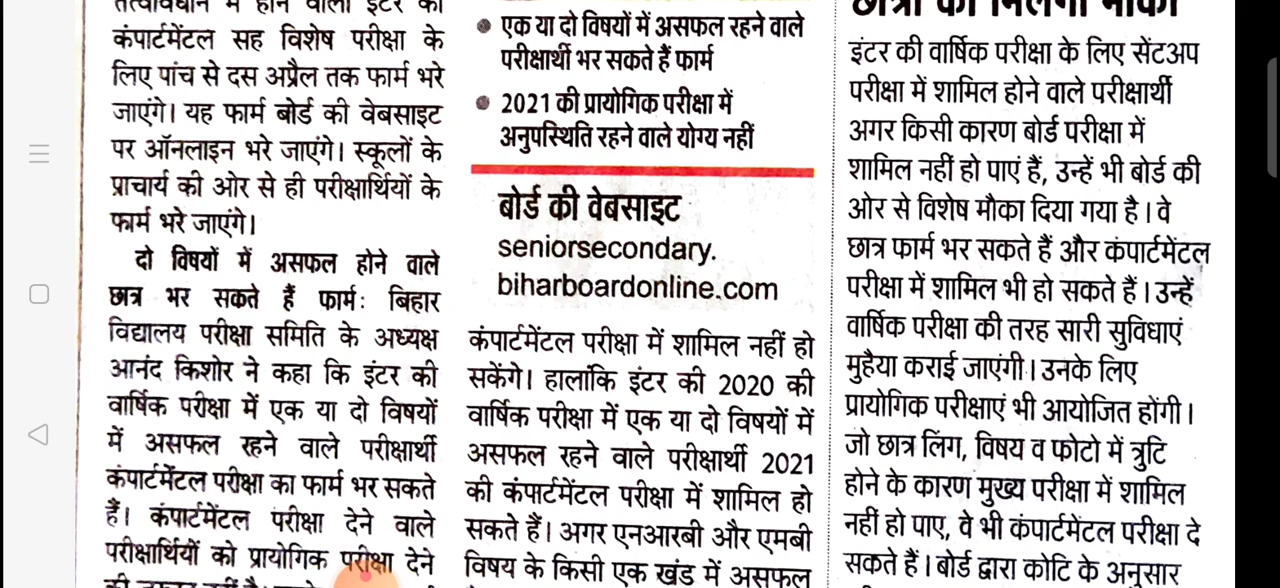 तत्वावधान में होने वाली इंटर की
कंपार्टमेंटल सह विशेष परीक्षा के
लिए पांच से दस अप्रैल तक फार्म भरे
जाएंगे। यह फार्म बोर्ड की वेबसाइट
पर ऑनलाइन भरे जाएंगे। स्कूलों के
प्राचार्य की ओर से ही परीक्षार्थियों के
फार्म भरे जाएंगे।
दो विषयों में असफल होने वाले
छात्र भर सकते हैं फार्म: बिहार
विद्यालय परीक्षा समिति के अध्यक्ष
आनंद किशोर ने कहा कि इंटर की
वार्षिक परीक्षा में एक या दो विषयों
में असफल रहने वाले परीक्षार्थी
कंपार्टमेंटल परीक्षा का फार्म भर सकते
हैं। कंपार्टमेंटल परीक्षा देने वाले
परीक्षार्थियों को प्रायोगिक परीक्षा देने
● एक या दो विषयों में असफल रहने वाले
परीक्षार्थी भर सकते हैं फार्म
● 2021 की प्रायोगिक परीक्षा में
अनुपस्थिति रहने वाले योग्य नहीं
बोर्ड की वेबसाइट
seniorsecondary.
biharboardonline.com
कंपार्टमेंटल परीक्षा में शामिल नहीं हो
सकेंगे। हालांकि इंटर की 2020 की
वार्षिक परीक्षा में एक या दो विषयों में
असफल रहने वाले परीक्षार्थी 2021
की कंपार्टमेंटल परीक्षा में शामिल हो
सकते हैं। अगर एनआरबी और एमबी
विषय के किसी एक खंड में असफल
छात्रों को मिलेगा मौका
इंटर की वार्षिक परीक्षा के लिए सेंटअप
परीक्षा में शामिल होने वाले परीक्षार्थी
अगर किसी कारण बोर्ड परीक्षा में
शामिल नहीं हो पाएं हैं, उन्हें भी बोर्ड की
ओर से विशेष मौका दिया गया है। वे
छात्र फार्म भर सकते हैं और कंपार्टमेंटल
परीक्षा में शामिल भी हो सकते हैं। उन्हें
वार्षिक परीक्षा की तरह सारी सुविधाएं
मुहैया कराई जाएंगी। उनके लिए
प्रायोगिक परीक्षाएं भी आयोजित होंगी।
जो छात्र लिंग, विषय व फोटो में त्रुटि
होने के कारण मुख्य परीक्षा में शामिल
नहीं हो पाए, वे भी कंपार्टमेंटल परीक्षा दे
सकते हैं। बोर्ड द्वारा कोटि के अनुसार